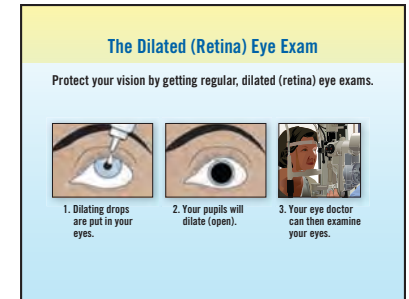 The Dilated (Retina) Eye Exam
Protect your vision by getting regular, dilated (retina) eye exams.
1. Dilating drops
are put in your
eyes.
2. Your pupils will
dilate (open).
3. Your eye doctor
can then examine
your eyes.